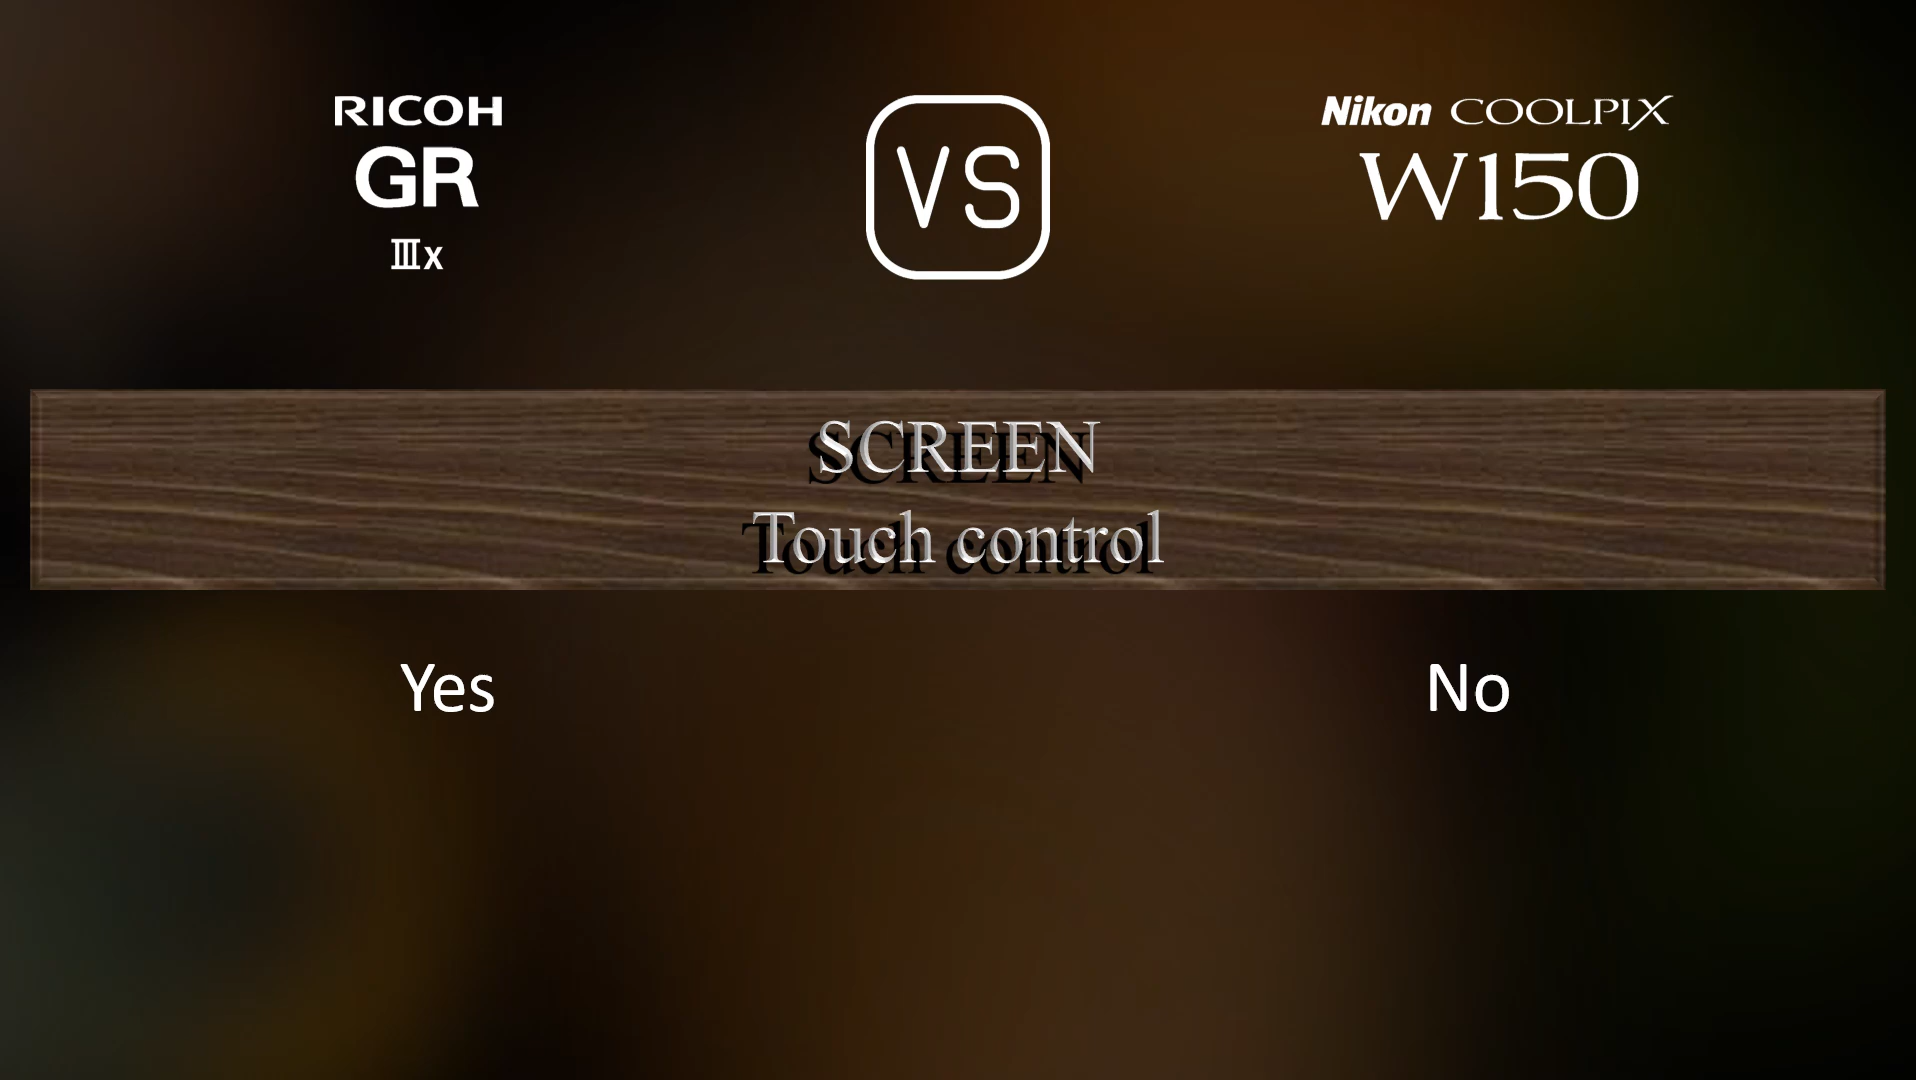 RICOH
GR
IIIx
VS
Nikon COOLPIX
W150
SCREEN
Touch control
Yes
No